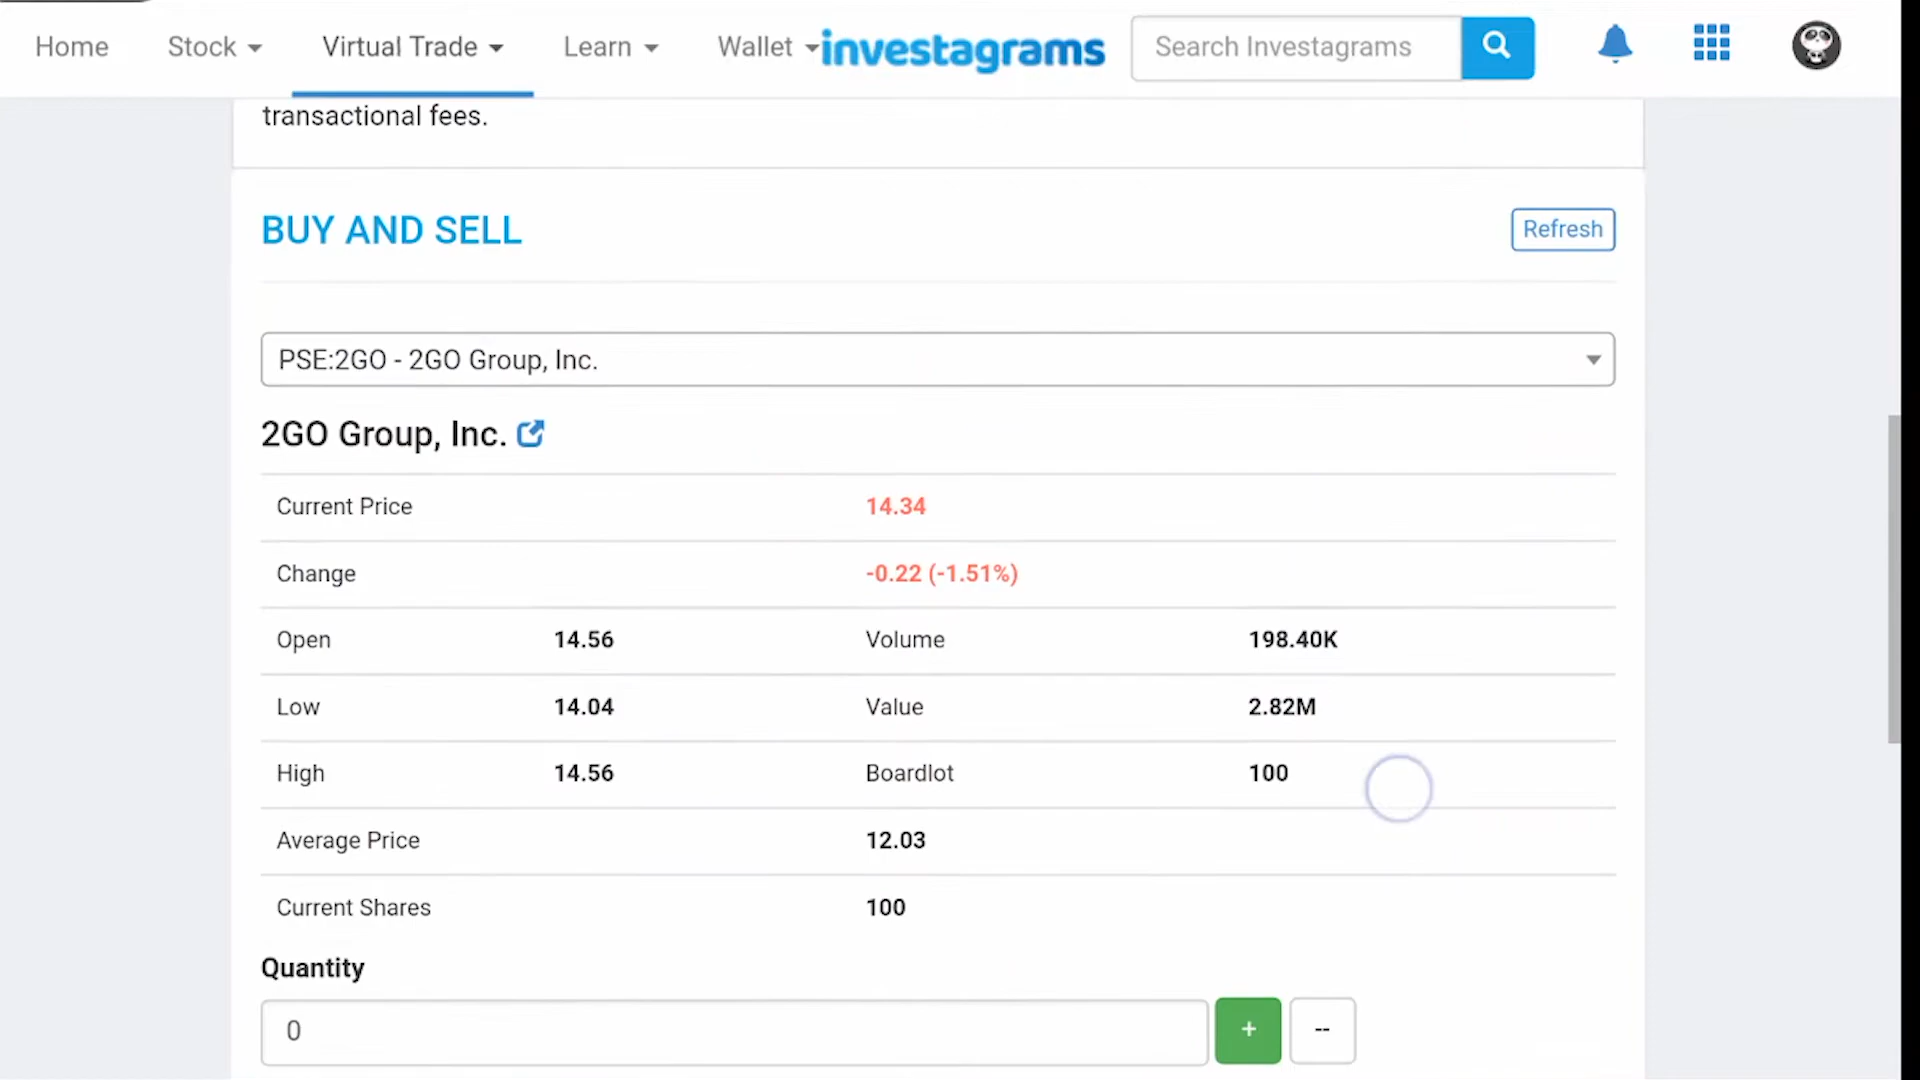 Home Stock Virtual Trade Learn Wallet investagrams Search Investagrams
transactional fees.
BUY AND SELL Refresh
PSE:2GO - 2GO Group, Inc.
2GO Group, Inc.
Current Price 14.34
Change -0.22 (-1.51%)
Open 14.56 Volume 198.40K
Low 14.04 Value 2.82M
High 14.56 Boardlot 100
Average Price 12.03
Current Shares 100
Quantity
0 + --